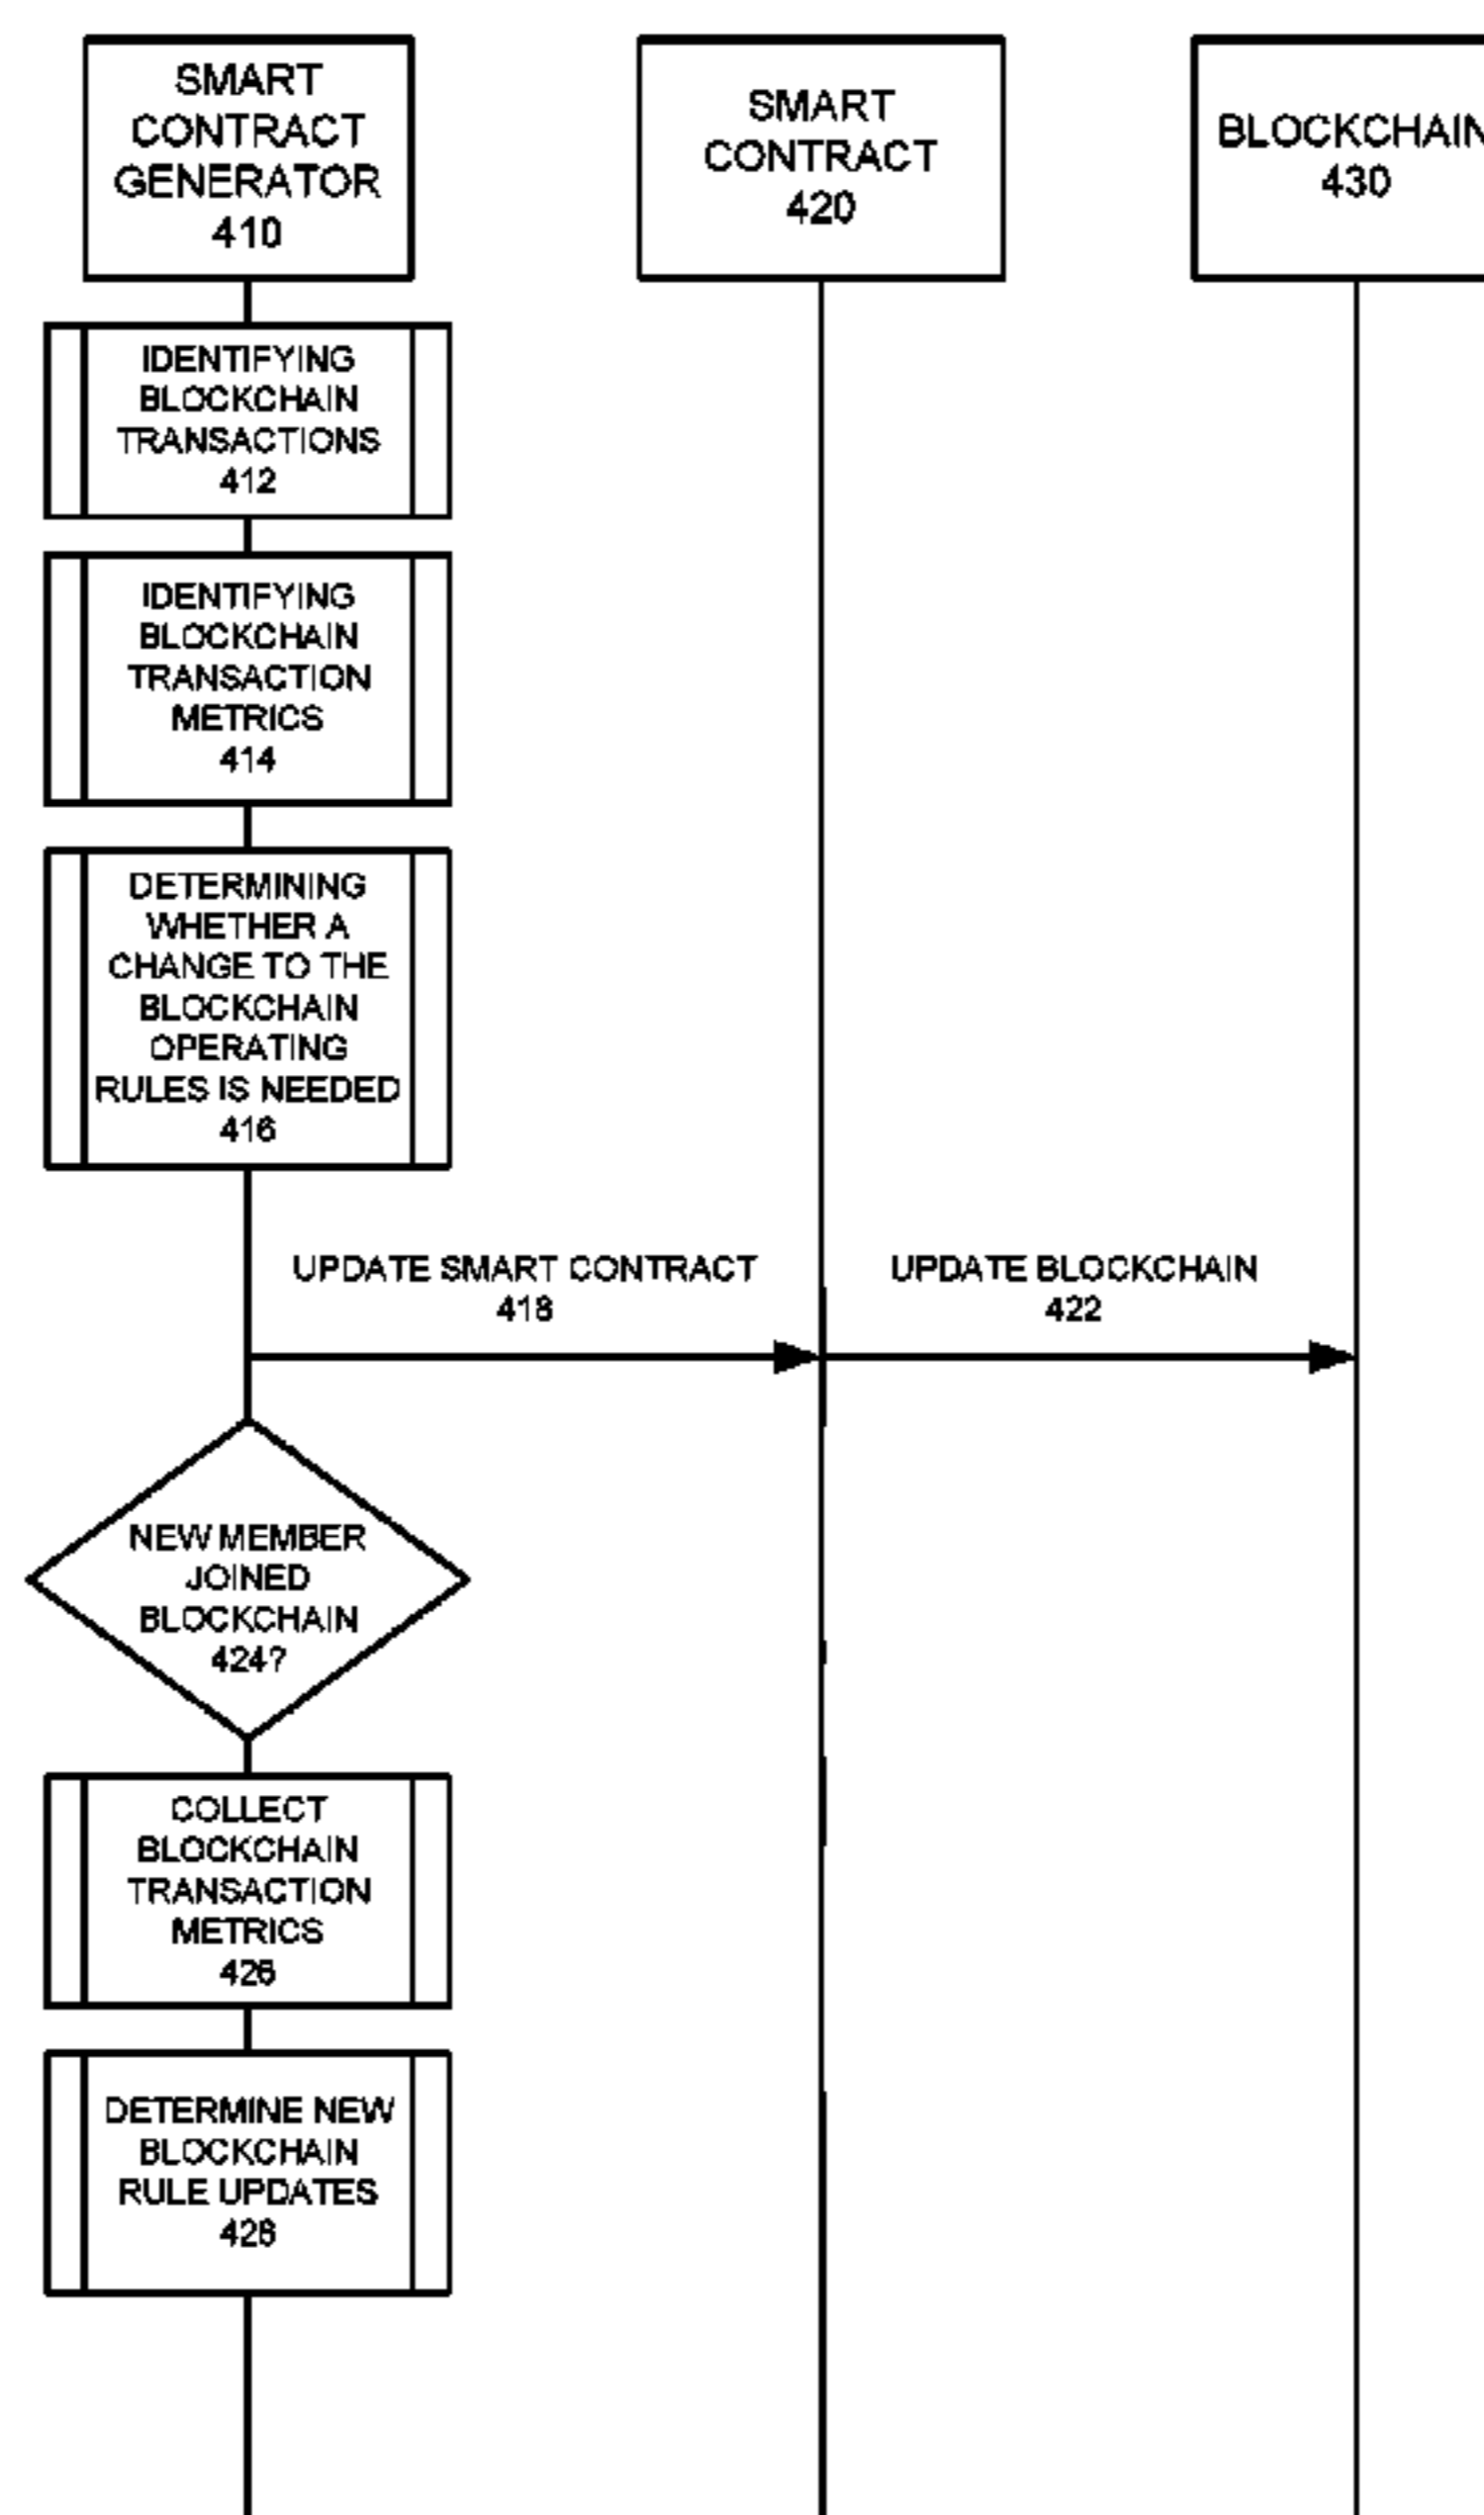 SMART
CONTRACT
GENERATOR
410
SMART
CONTRACT
420
BLOCKCHAIN
430
IDENTIFYING
BLOCKCHAIN
TRANSACTIONS
412
IDENTIFYING
BLOCKCHAIN
TRANSACTION
METRICS
414
DETERMINING
WHETHER A
CHANGE TO THE
BLOCKCHAIN
OPERATING
RULES IS NEEDED
416
UPDATE SMART CONTRACT
418
UPDATE BLOCKCHAIN
422
NEW MEMBER
JOINED
BLOCKCHAIN
424?
COLLECT
BLOCKCHAIN
TRANSACTION
METRICS
426
DETERMINE NEW
BLOCKCHAIN
RULE UPDATES
428